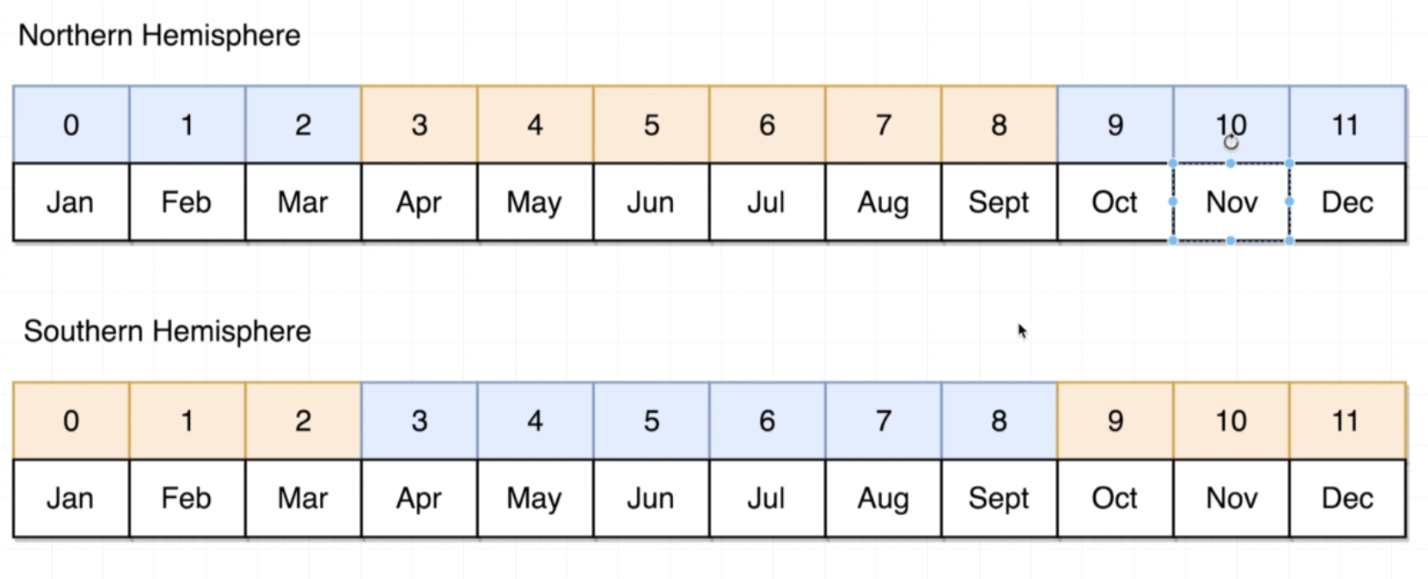 Northern Hemisphere
0 1 2 3 4 5 6 7 8 9 10 11
Jan Feb Mar Apr May Jun Jul Aug Sept Oct Nov Dec
Southern Hemisphere
0 1 2 3 4 5 6 7 8 9 10 11
Jan Feb Mar Apr May Jun Jul Aug Sept Oct Nov Dec